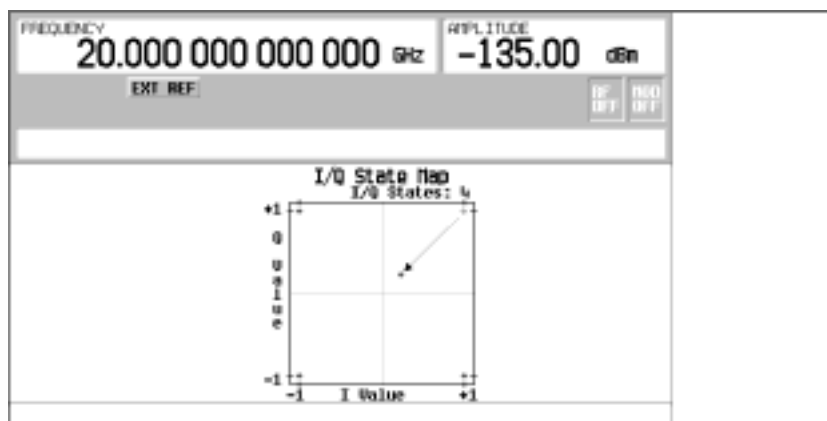 FREQUENCY
20.000 000 000 000 GHz
AMPLITUDE
-135.00 dBm
EXT REF
RF OFF
MOD OFF
I/Q State Map
I/Q States: 4
+1
Q Value
-1
-1 I Value +1